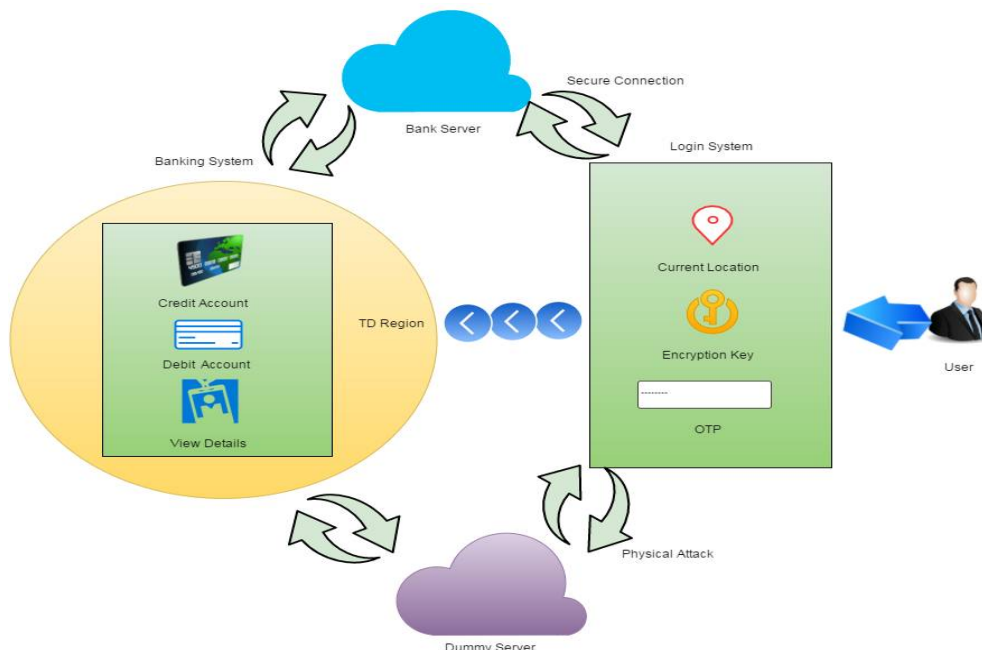 Secure Connection
Bank Server
Login System
Banking System
Current Location
Credit Account
TD Region
Encryption Key
Debit Account
User
--------
OTP
View Details
Physical Attack
Dummy Server